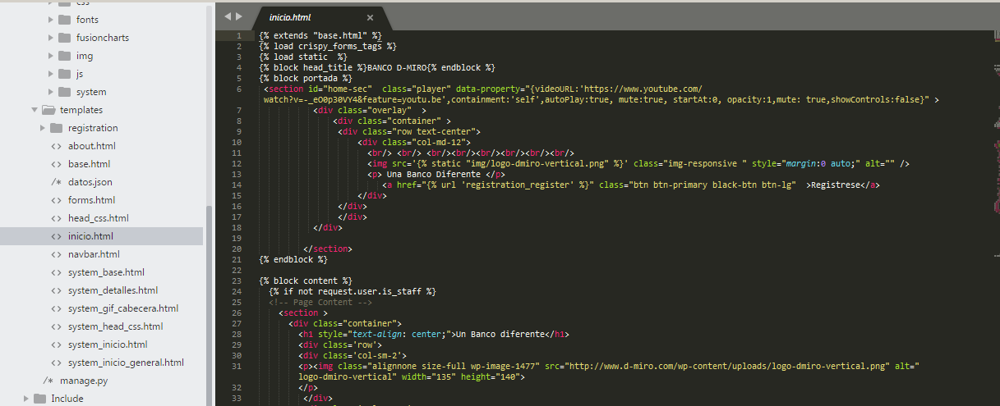 css
fonts
fusioncharts
img
js
system
templates
registration
about.html
base.html
datos.json
forms.html
head_css.html
inicio.html
navbar.html
system_base.html
system_detalles.html
system_gif_cabecera.html
system_head_css.html
system_inicio.html
system_inicio_general.html
manage.py
Include
inicio.html
1 {% extends "base.html" %}
2 {% load crispy_forms_tags %}
3 {% load static  %}
4 {% block head_title %}BANCO D-MIRO{% endblock %}
5 {% block portada %}
6 <section id="home-sec"  class="player" data-property="{videoURL:'https://www.youtube.com/
watch?v=-_eO0p30VY4&feature=youtu.be',containment:'self',autoPlay:true, mute:true, startAt:0, opacity:1,mute: true,showControls:false}" >
7 <div class="overlay"  >
8 <div class="container" >
9 <div class="row text-center">
10 <div class="col-md-12">
11 <br/> <br/> <br/><br/><br/><br/><br/><br/>
12 <img src='{% static "img/logo-dmiro-vertical.png" %}' class="img-responsive " style="margin:0 auto;" alt="" />
13 <p> Una Banco Diferente </p>
14 <a href="{% url 'registration_register' %}" class="btn btn-primary black-btn btn-lg"  >Registrese</a>
15 </div>
16 </div>
17 </div>
18 </div>
19
20 </section>
21 {% endblock %}
22
23 {% block content %}
24 {% if not request.user.is_staff %}
25 <!-- Page Content -->
26 <section >
27 <div class="container">
28 <h1 style="text-align: center;">Un Banco diferente</h1>
29 <div class='row'>
30 <div class='col-sm-2'>
31 <p><img class="alignnone size-full wp-image-1477" src="http://www.d-miro.com/wp-content/uploads/logo-dmiro-vertical.png" alt="
logo-dmiro-vertical" width="135" height="140">
32 </p>
33 </div>